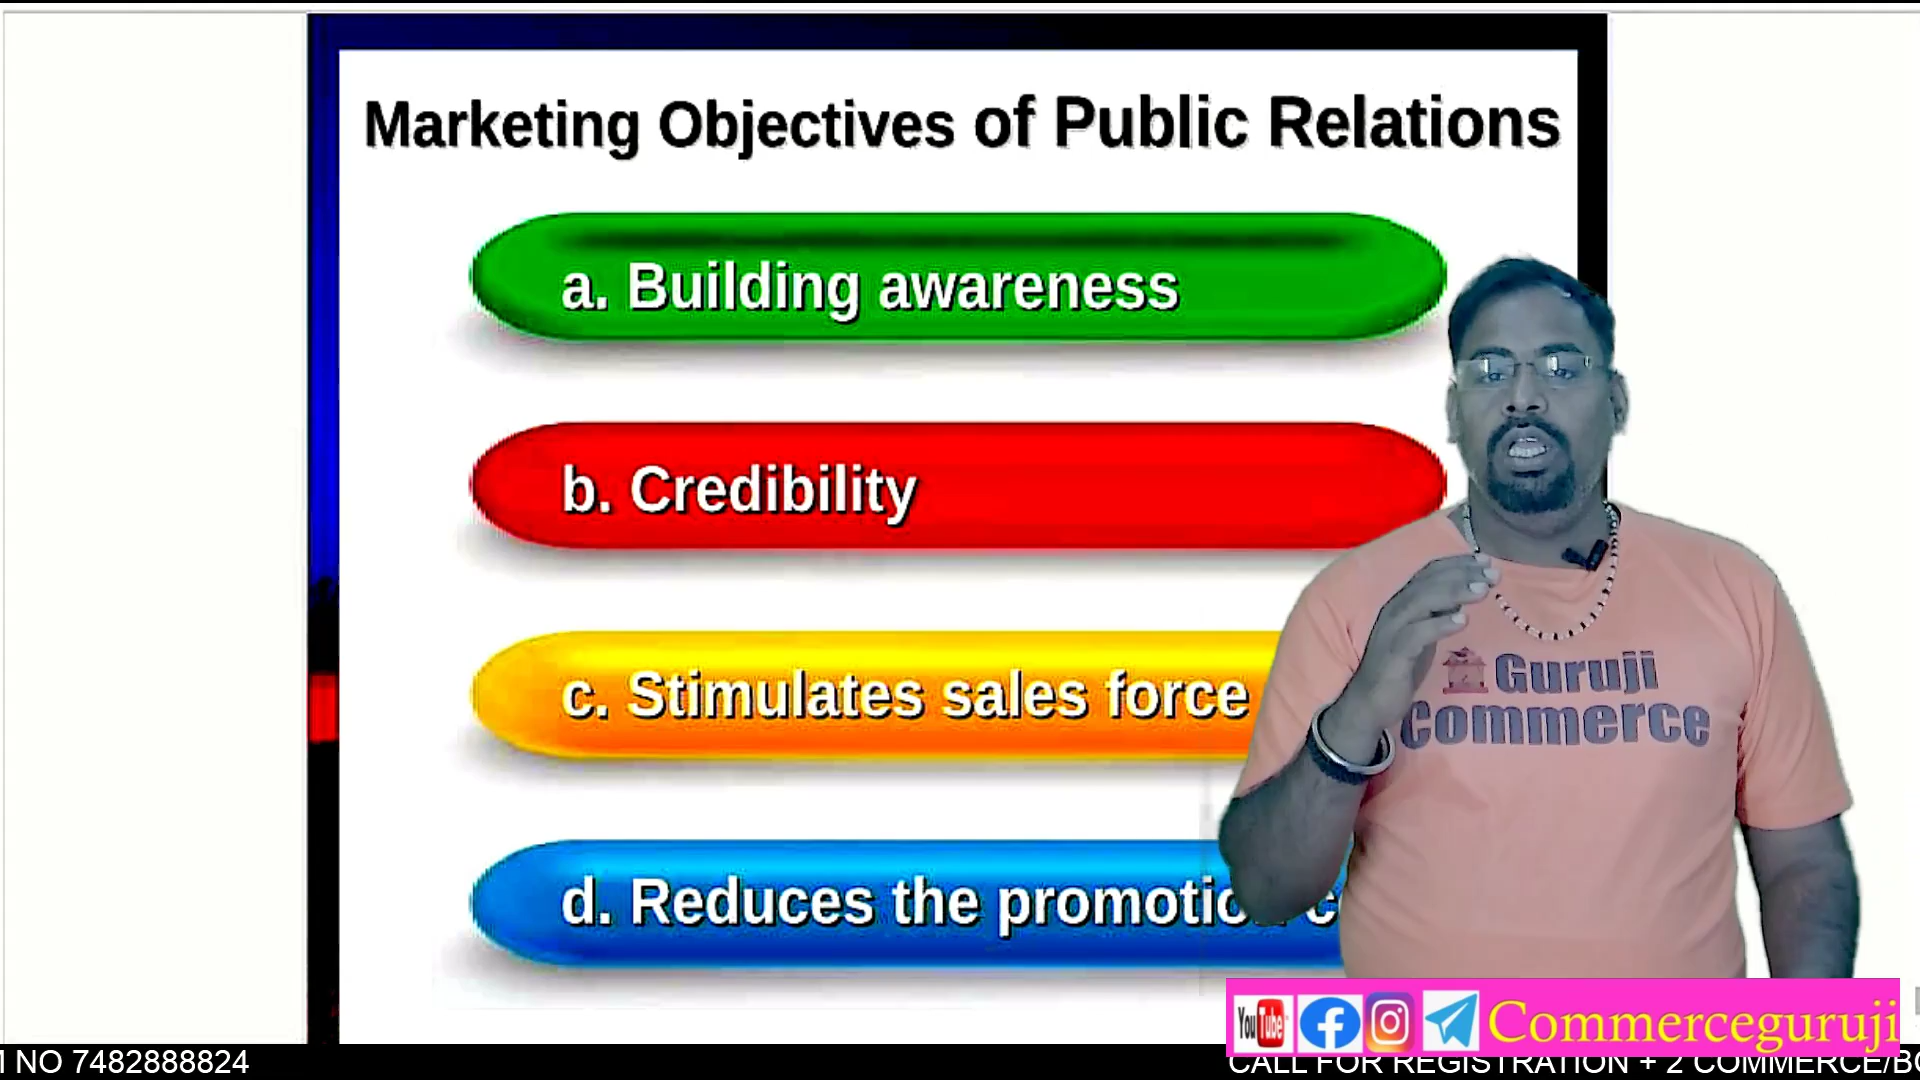 Marketing Objectives of Public Relations
a. Building awareness
b. Credibility
c. Stimulates sales force
d. Reduces the
Guruji
Commerce
YouTube
Commerceguruji
NO 7482888824
CALL FOR REGISTRATION + 2 COMMERCE/